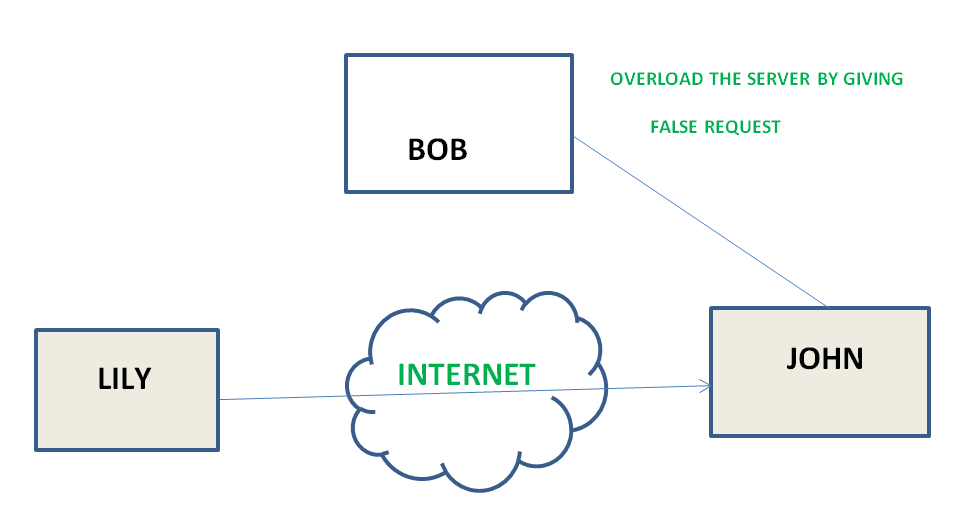 OVERLOAD THE SERVER BY GIVING
FALSE REQUEST
BOB
LILY
INTERNET
JOHN